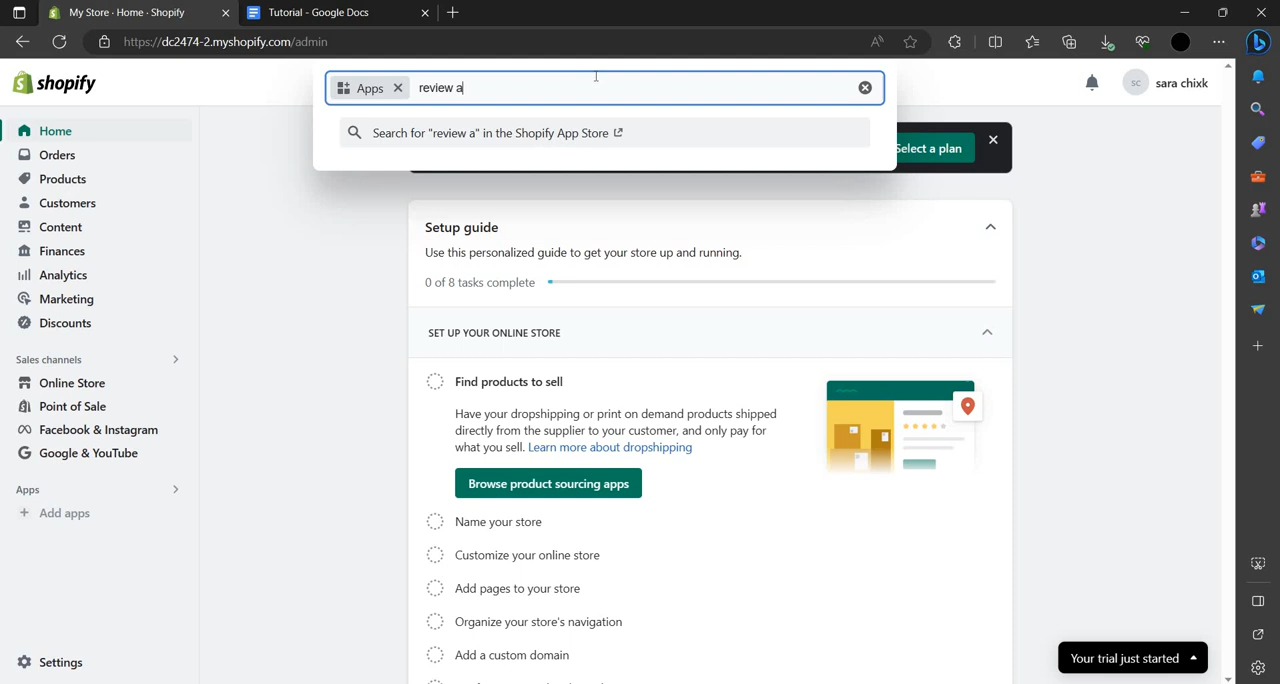 My Store · Home · Shopify
Tutorial - Google Docs
https://dc2474-2.myshopify.com/admin
shopify
Apps
review a
SC
sara chixk
Search for "review a" in the Shopify App Store
Select a plan
Home
Orders
Products
Customers
Content
Finances
Analytics
Marketing
Discounts
Sales channels
Online Store
Point of Sale
Facebook & Instagram
Google & YouTube
Apps
Add apps
Settings
Setup guide
Use this personalized guide to get your store up and running.
0 of 8 tasks complete
SET UP YOUR ONLINE STORE
Find products to sell
Have your dropshipping or print on demand products shipped
directly from the supplier to your customer, and only pay for
what you sell. Learn more about dropshipping
Browse product sourcing apps
Name your store
Customize your online store
Add pages to your store
Organize your store's navigation
Add a custom domain
Your trial just started